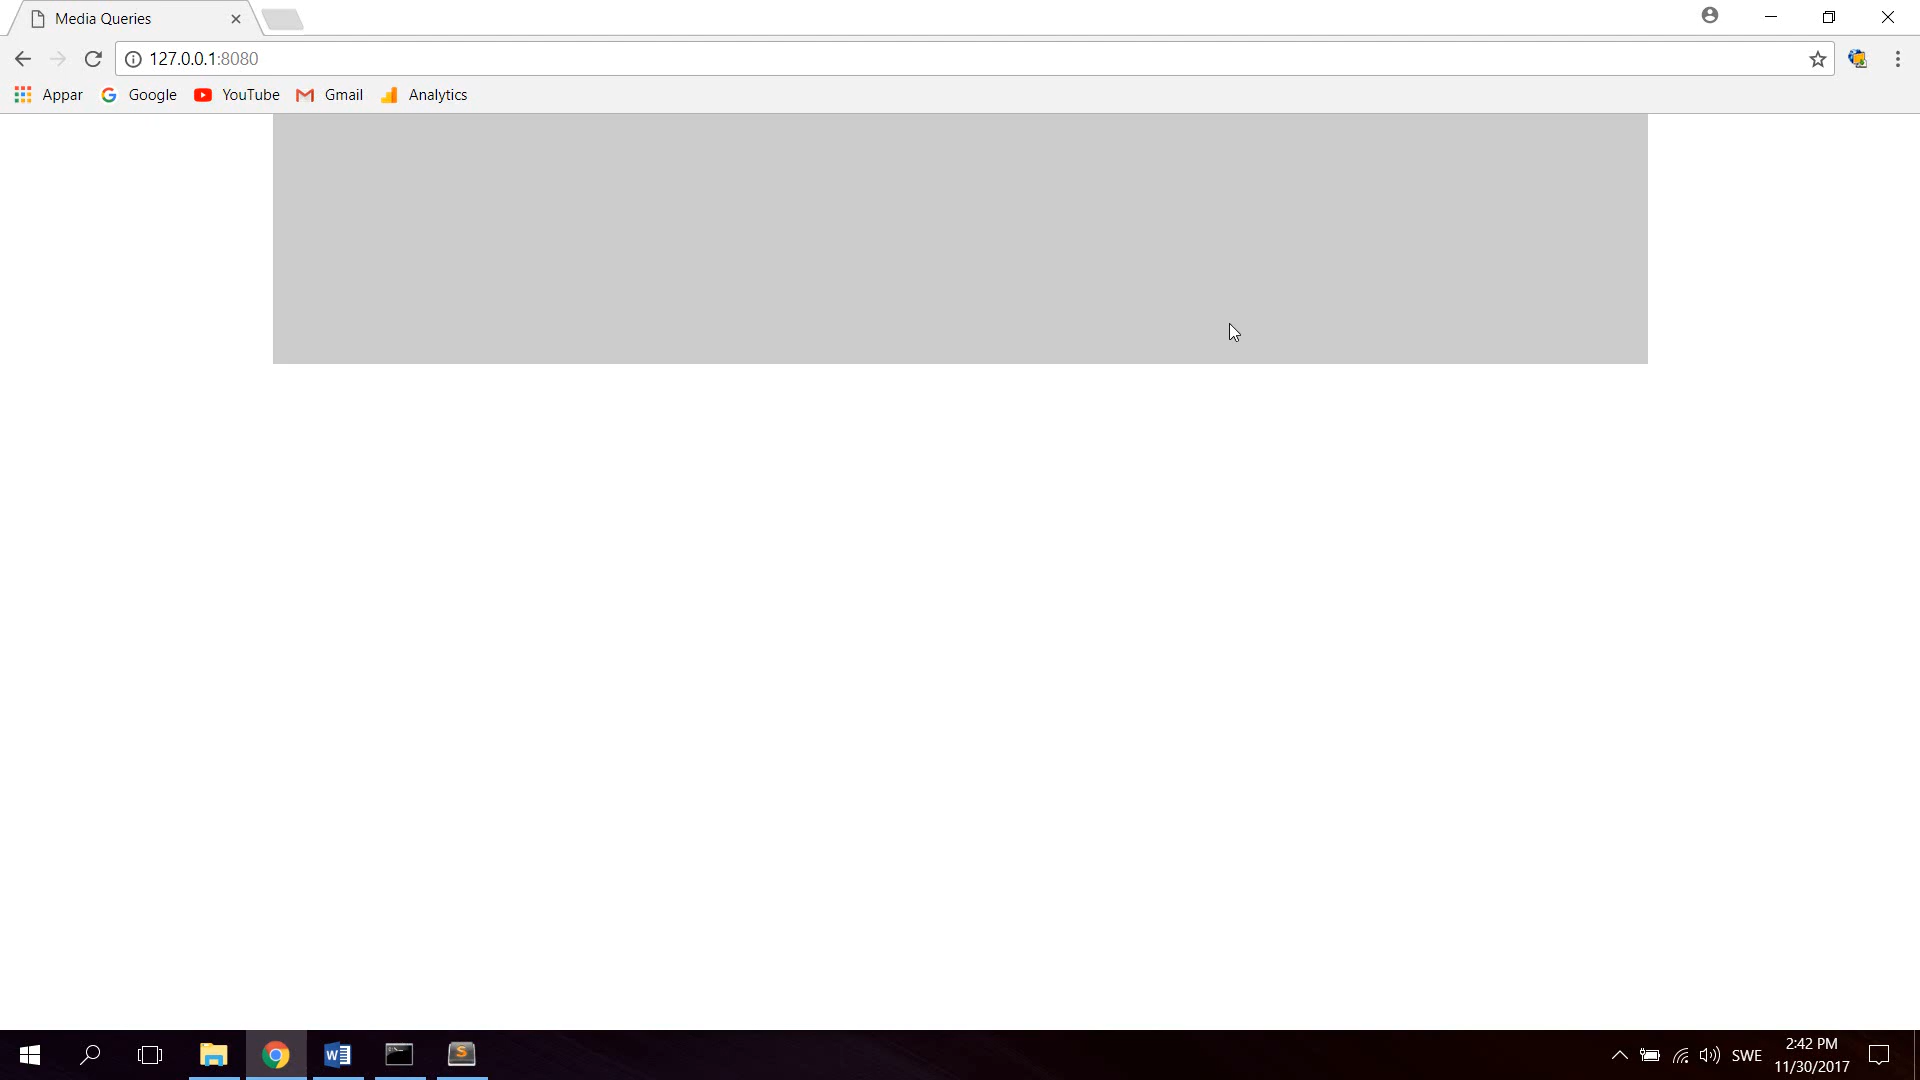 Media Queries
127.0.0.1:8080
Appar Google YouTube Gmail Analytics
SWE
2:42 PM
11/30/2017